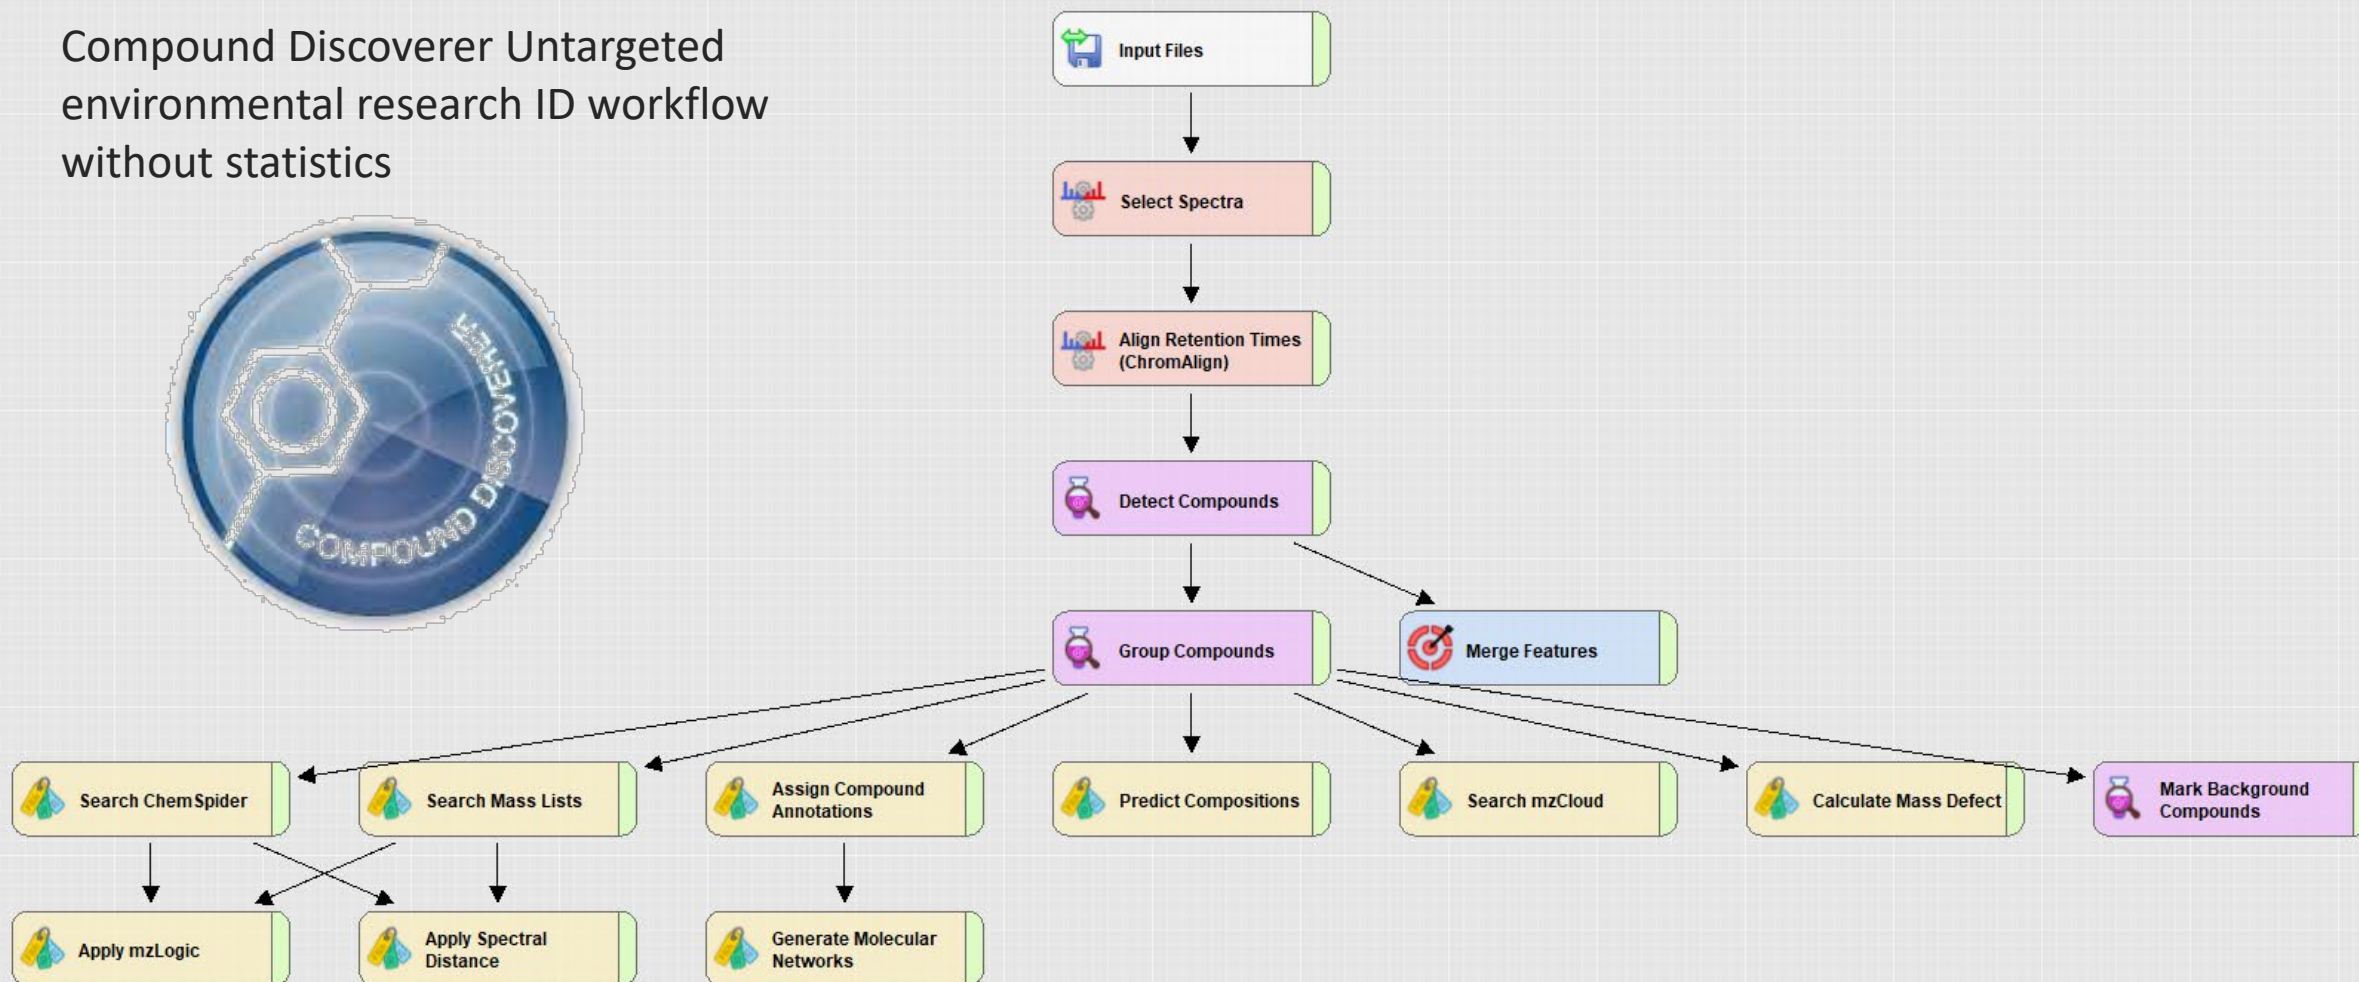 Compound Discoverer Untargeted
environmental research ID workflow
without statistics
COMPOUND DISCOVERER
Input Files
Select Spectra
Align Retention Times
(ChromAlign)
Detect Compounds
Group Compounds
Merge Features
Search ChemSpider
Search Mass Lists
Assign Compound
Annotations
Predict Compositions
Search mzCloud
Calculate Mass Defect
Mark Background
Compounds
Apply mzLogic
Apply Spectral
Distance
Generate Molecular
Networks